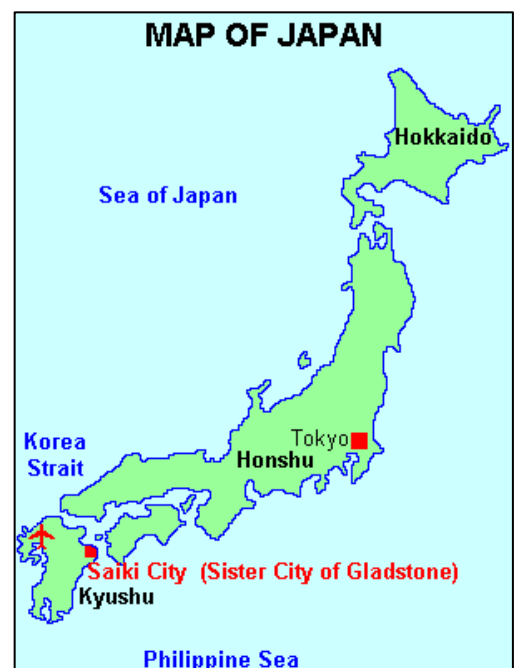 MAP OF JAPAN
Hokkaido
Sea of Japan
Tokyo
Korea
Strait
Honshu
Saiki City (Sister City of Gladstone)
Kyushu
Philippine Sea